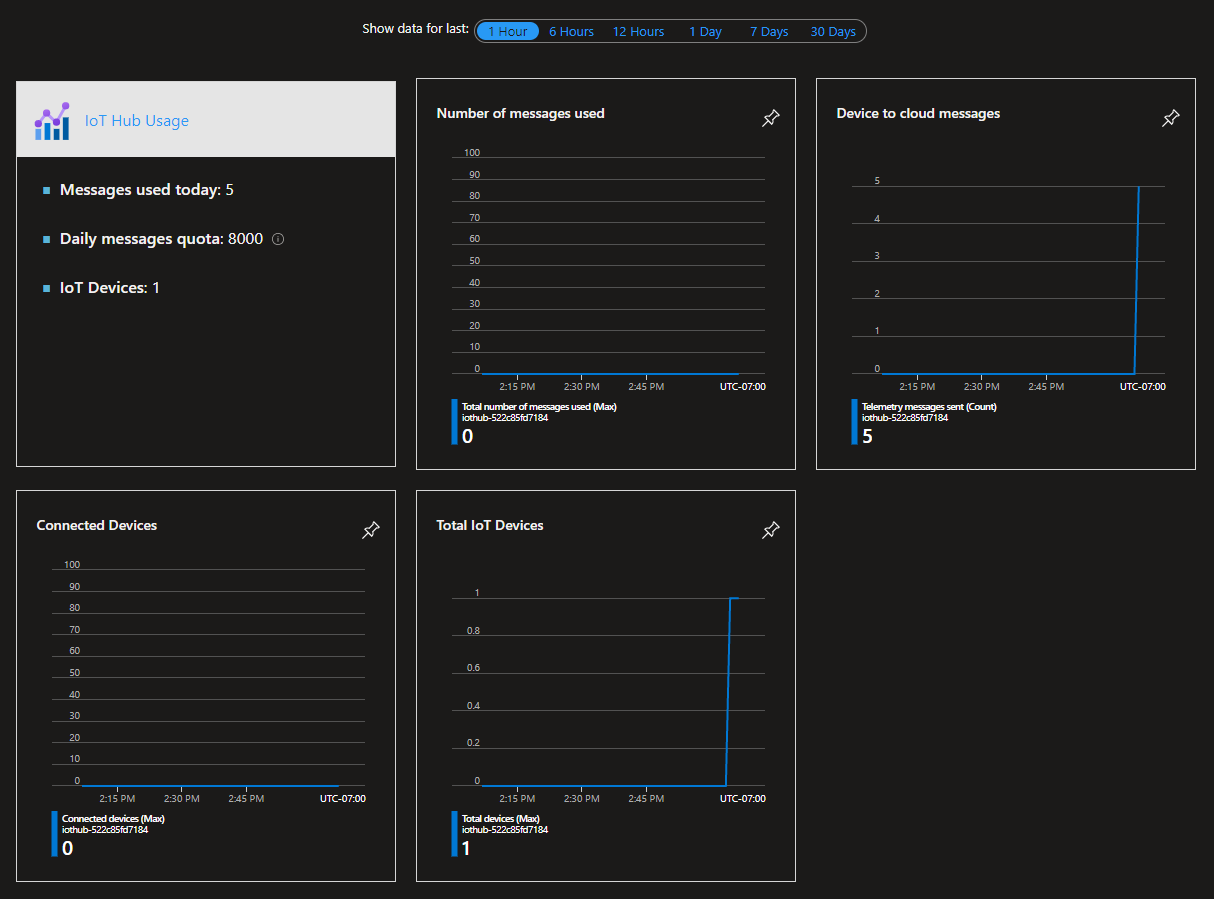 Show data for last: 1 Hour 6 Hours 12 Hours 1 Day 7 Days 30 Days
IoT Hub Usage
Messages used today: 5
Daily messages quota: 8000
IoT Devices: 1
Number of messages used
100
90
80
70
60
50
40
30
20
10
0
2:15 PM 2:30 PM 2:45 PM UTC-07:00
Total number of messages used (Max)
iothub-522c85fd7184
0
Device to cloud messages
5
4
3
2
1
0
2:15 PM 2:30 PM 2:45 PM UTC-07:00
Telemetry messages sent (Count)
iothub-522c85fd7184
5
Connected Devices
100
90
80
70
60
50
40
30
20
10
0
2:15 PM 2:30 PM 2:45 PM UTC-07:00
Connected devices (Max)
iothub-522c85fd7184
0
Total IoT Devices
1
0.8
0.6
0.4
0.2
0
2:15 PM 2:30 PM 2:45 PM UTC-07:00
Total devices (Max)
iothub-522c85fd7184
1